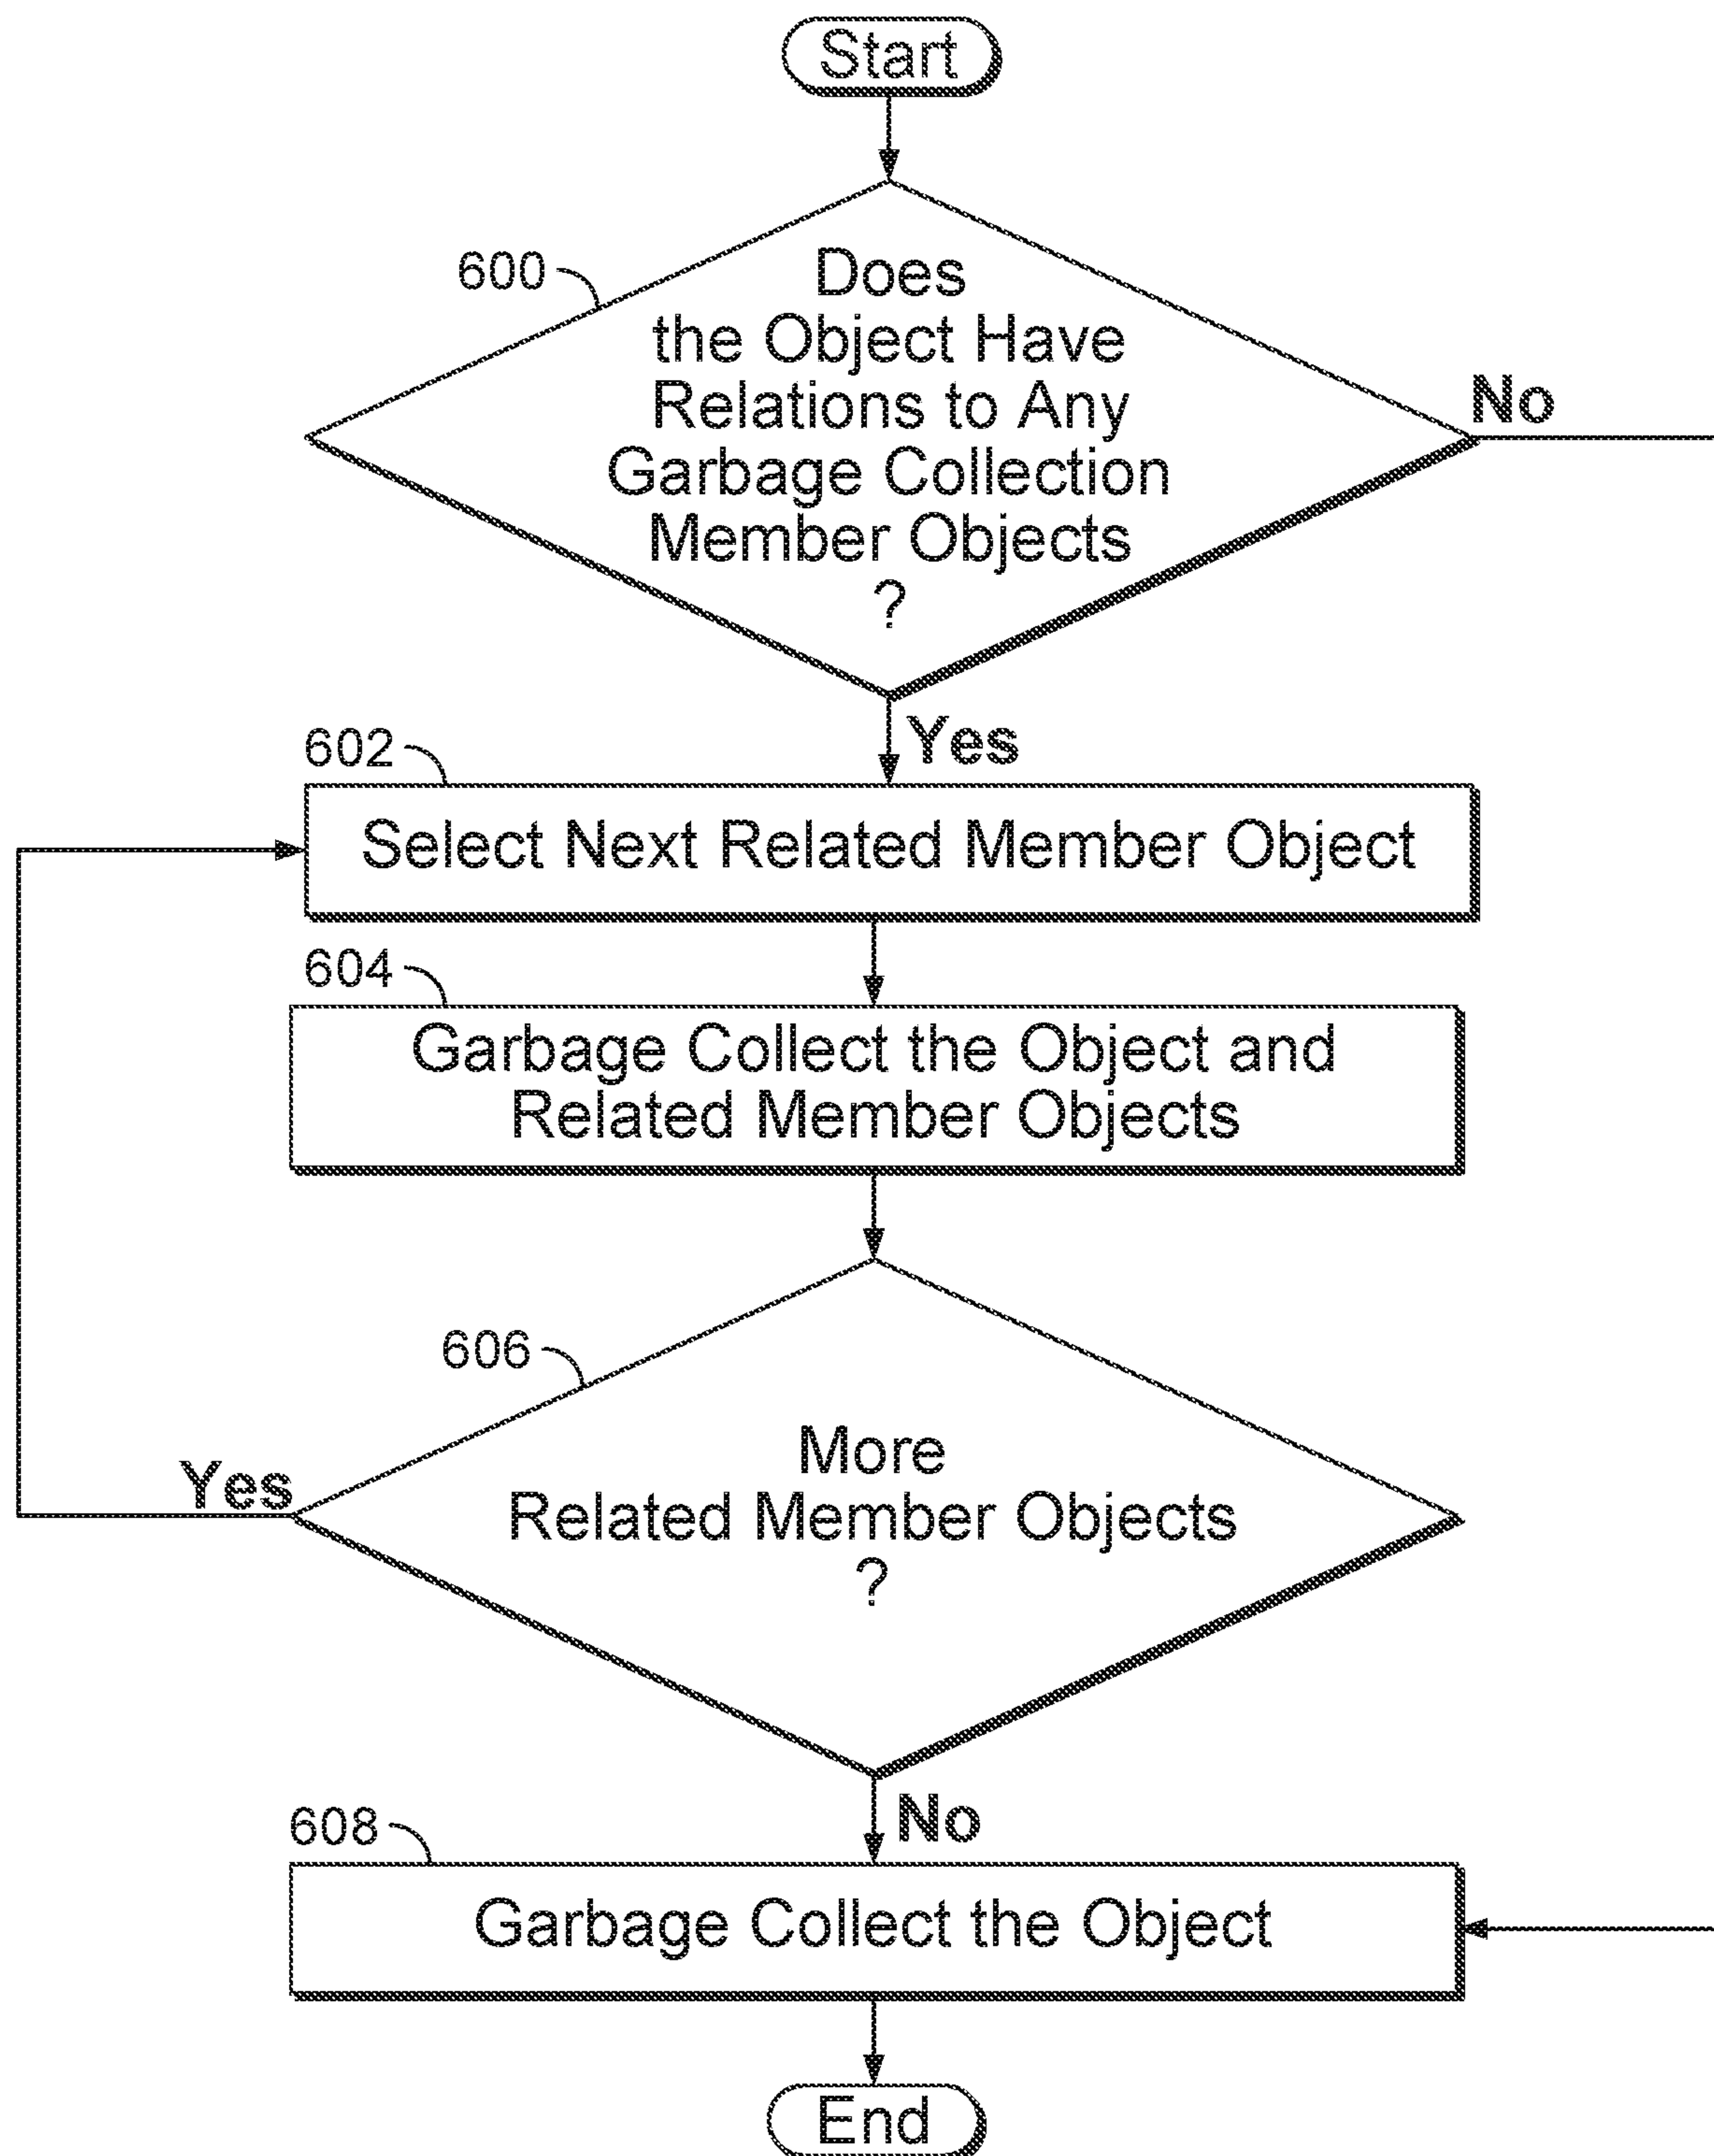 Start
600
Does
the Object Have
Relations to Any
Garbage Collection
Member Objects
?
No
Yes
602
Select Next Related Member Object
604
Garbage Collect the Object and
Related Member Objects
606
More
Related Member Objects
?
Yes
No
608
Garbage Collect the Object
End